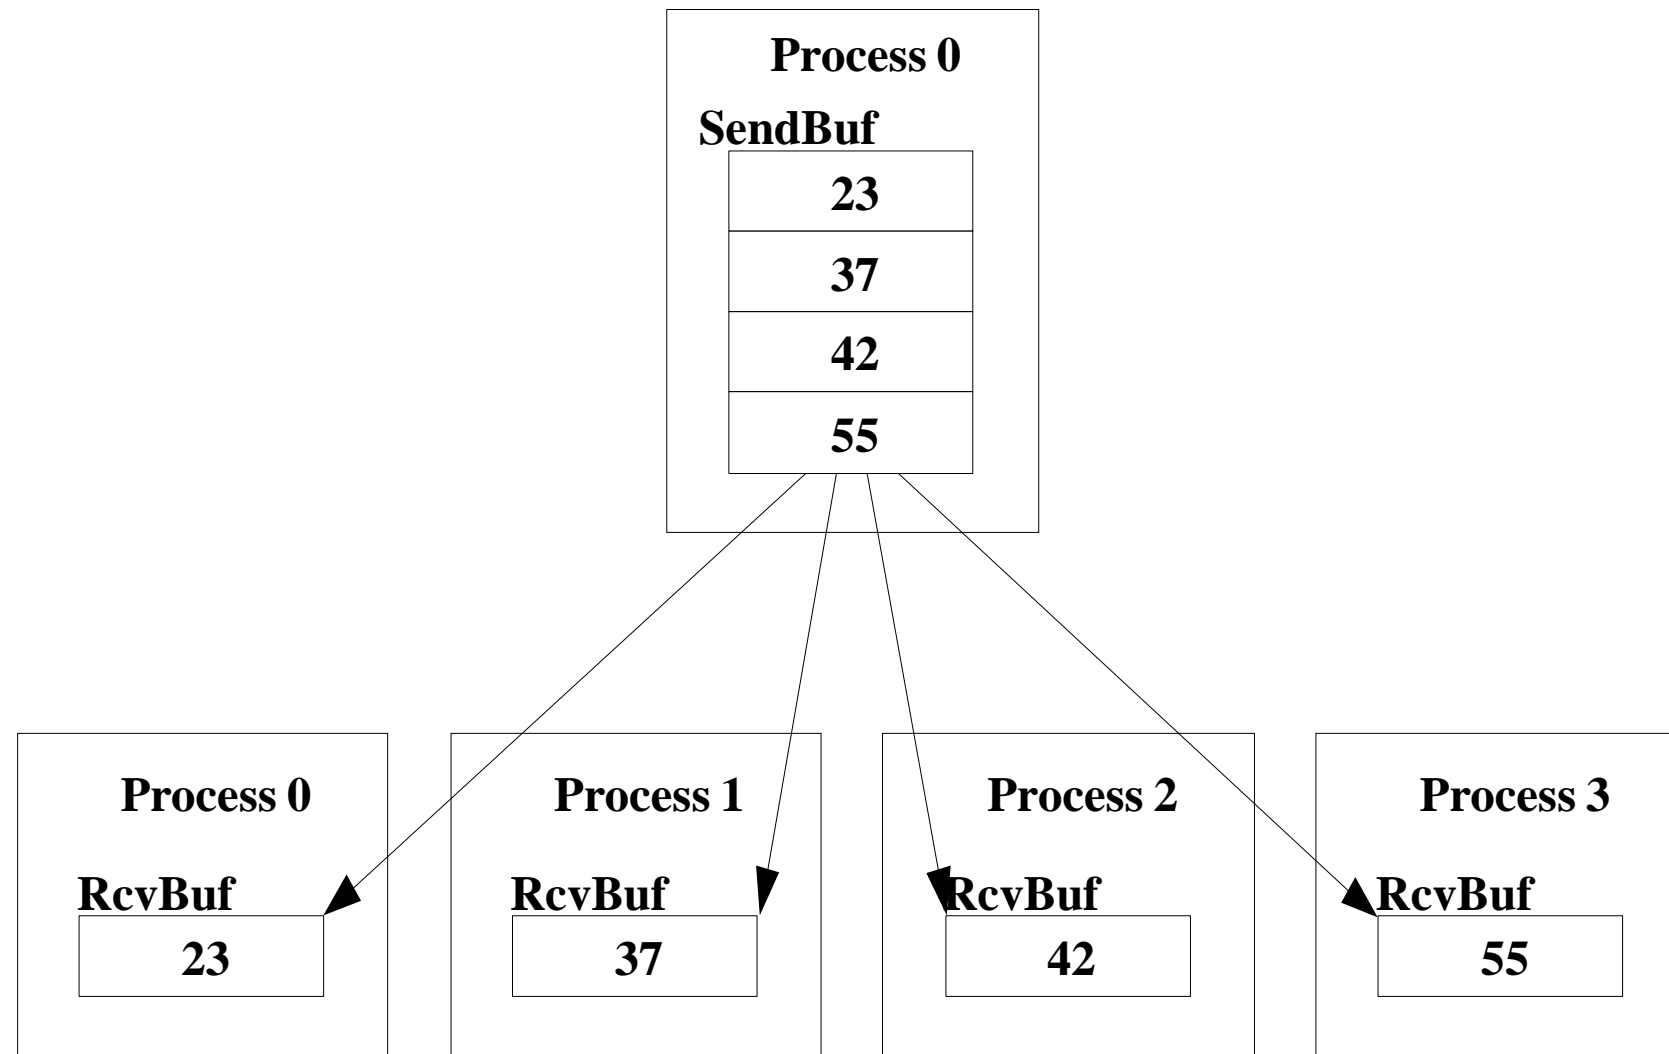 Process 0
SendBuf
23
37
42
55
Process 0
RcvBuf
23
Process 1
RcvBuf
37
Process 2
RcvBuf
42
Process 3
RcvBuf
55